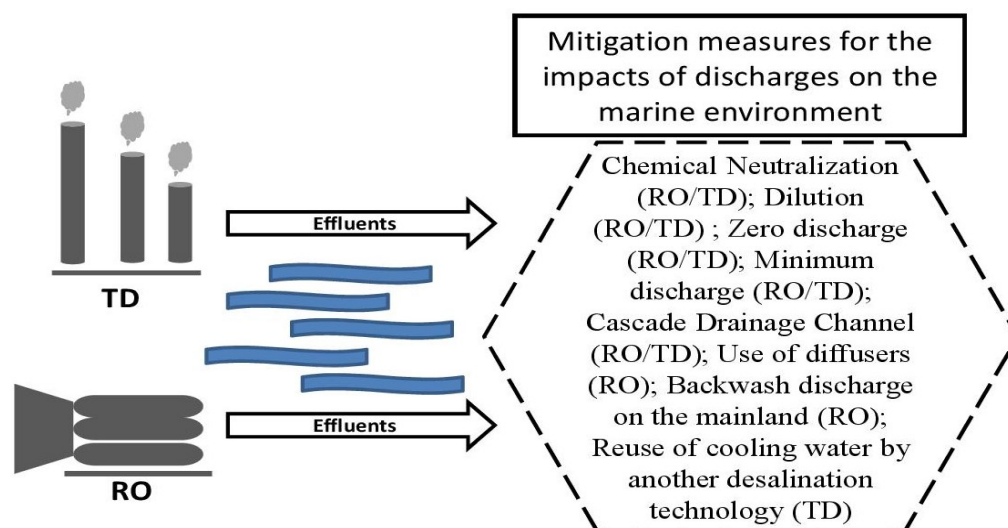 Mitigation measures for the
impacts of discharges on the
marine environment
TD
Effluents
Effluents
RO
Chemical Neutralization
(RO/TD); Dilution
(RO/TD) ; Zero discharge
(RO/TD); Minimum
discharge (RO/TD);
Cascade Drainage Channel
(RO/TD); Use of diffusers
(RO); Backwash discharge
on the mainland (RO);
Reuse of cooling water by
another desalination
technology (TD)